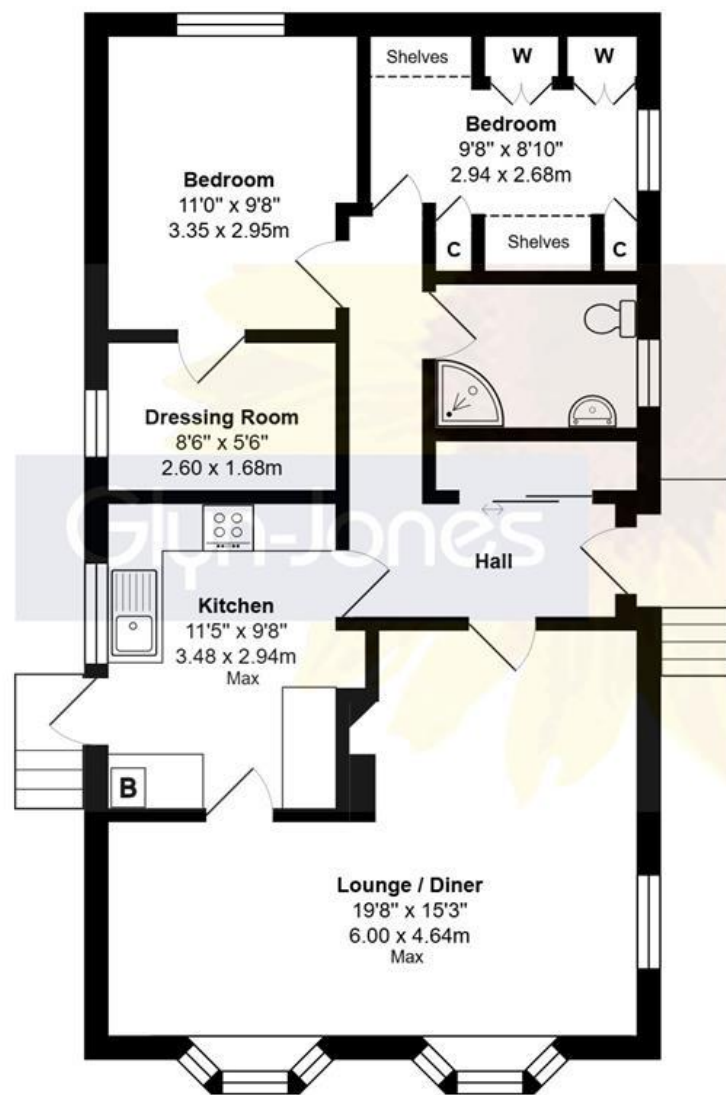 Shelves
W
W
Bedroom
9'8" x 8'10"
2.94 x 2.68m
Bedroom
11'0" x 9'8"
3.35 x 2.95m
C
Shelves
C
Dressing Room
8'6" x 5'6"
2.60 x 1.68m
Glyn-Jones
Hall
Kitchen
11'5" x 9'8"
3.48 x 2.94m
Max
B
Lounge / Diner
19'8" x 15'3"
6.00 x 4.64m
Max